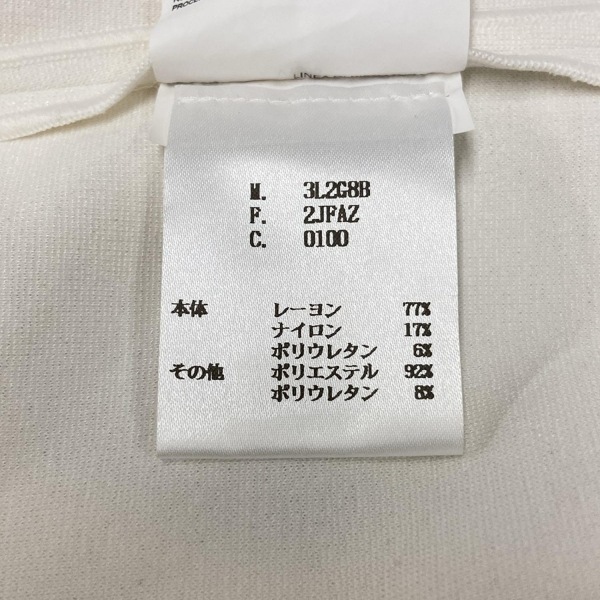 M. 3L2G8B
F. 2JFAZ
C. 0100
本体 レーヨン 77%
ナイロン 17%
ポリウレタン 6%
その他 ポリエステル 92%
ポリウレタン 8%